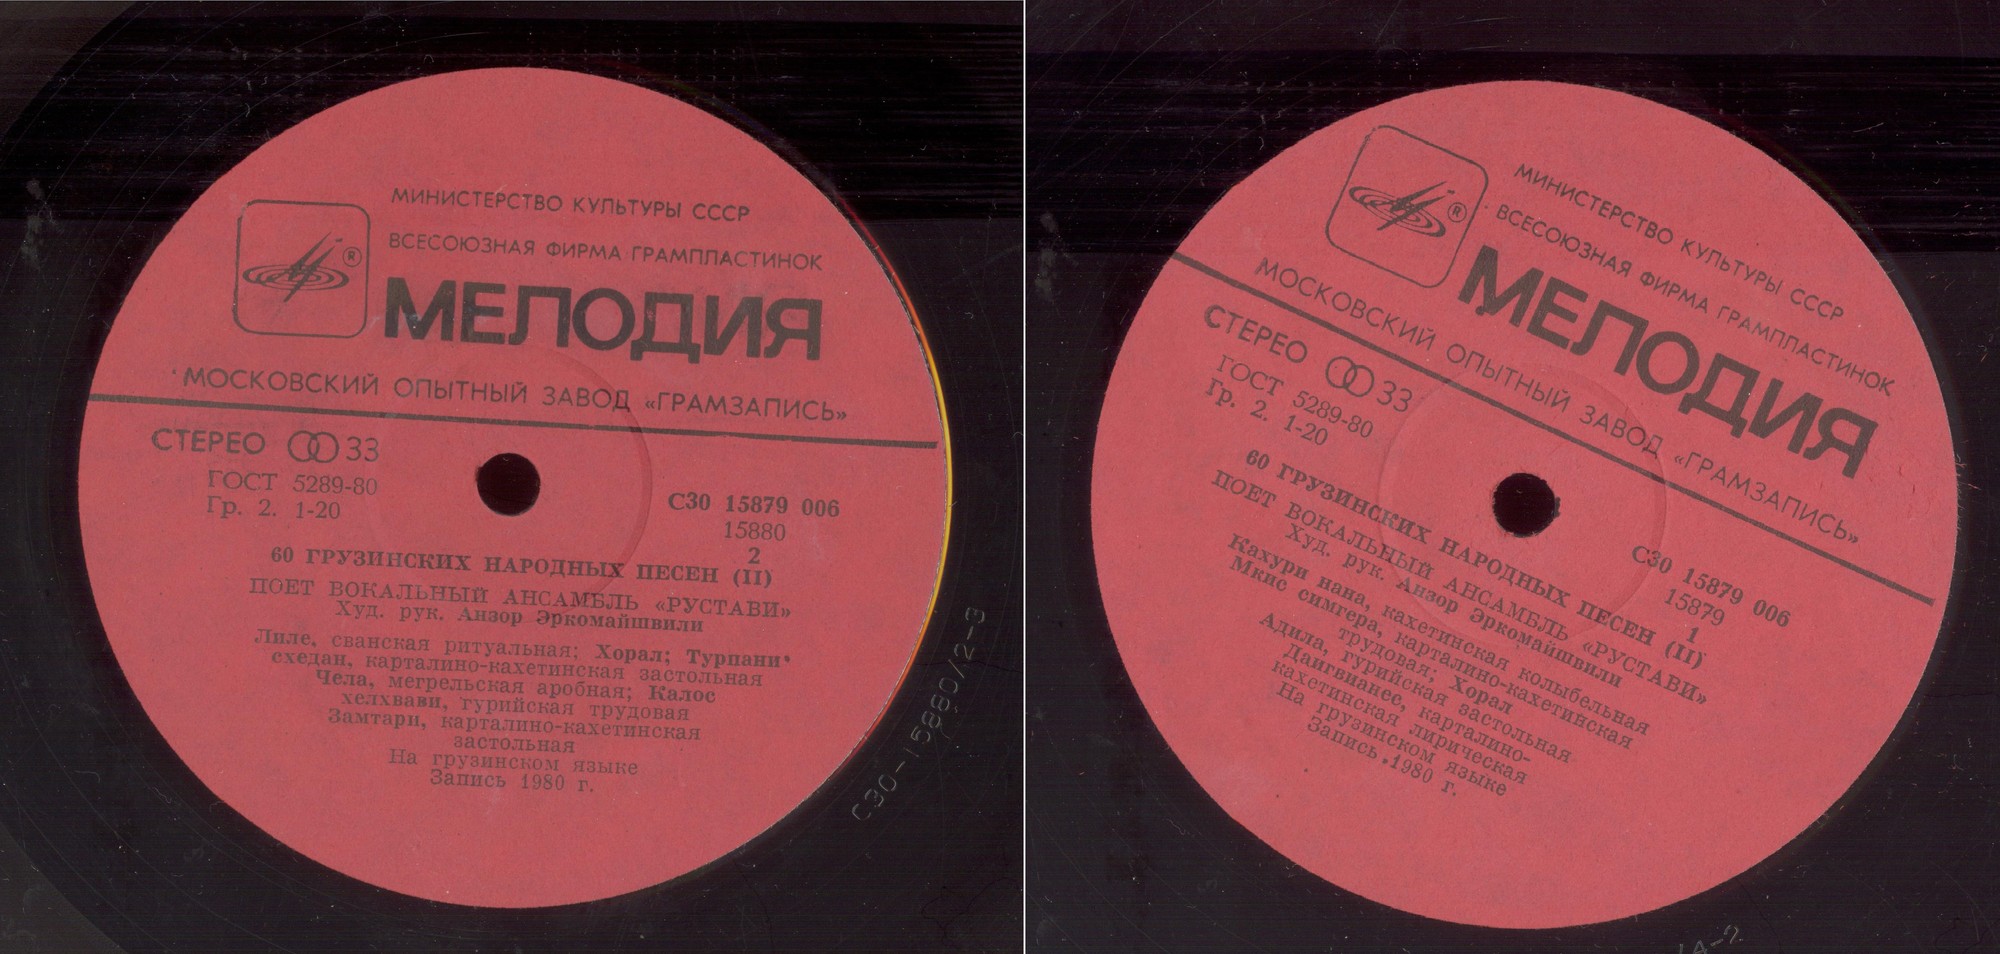 МИНИСТЕРСТВО КУЛЬТУРЫ СССР
ВСЕСОЮЗНАЯ ФИРМА ГРАМПЛАСТИНОК
®
МЕЛОДИЯ
МОСКОВСКИЙ ОПЫТНЫЙ ЗАВОД «ГРАМЗАПИСЬ»
СТЕРЕО 33
ГОСТ 5289-80
Гр. 2. 1-20
С30 15879 006
15880
2
60 ГРУЗИНСКИХ НАРОДНЫХ ПЕСЕН (II)
ПОЕТ ВОКАЛЬНЫЙ АНСАМБЛЬ «РУСТАВИ»
Худ. рук. Анзор Эркомайшвили
Лиле, сванская ритуальная; Хорал; Турпани
схедан, карталино-кахетинская застольная
Чела, мегрельская аробная; Калос
хелхвави, гурийская трудовая
Замтари, карталино-кахетинская
застольная
На грузинском языке
Запись 1980 г.
С30-15880/2-3
МИНИСТЕРСТВО КУЛЬТУРЫ СССР
ВСЕСОЮЗНАЯ ФИРМА ГРАМПЛАСТИНОК
®
МЕЛОДИЯ
МОСКОВСКИЙ ОПЫТНЫЙ ЗАВОД «ГРАМЗАПИСЬ»
СТЕРЕО 33
ГОСТ 5289-80
Гр. 2. 1-20
С30 15879 006
15879
1
60 ГРУЗИНСКИХ НАРОДНЫХ ПЕСЕН (II)
ПОЕТ ВОКАЛЬНЫЙ АНСАМБЛЬ «РУСТАВИ»
Худ. рук. Анзор Эркомайшвили
Кахури нана, кахетинская колыбельная
Мкис симгера, карталино-кахетинская
трудовая; Хорал
Адила, гурийская застольная
Даигвианес, карталино-
кахетинская лирическая
На грузинском языке
Запись 1980 г.